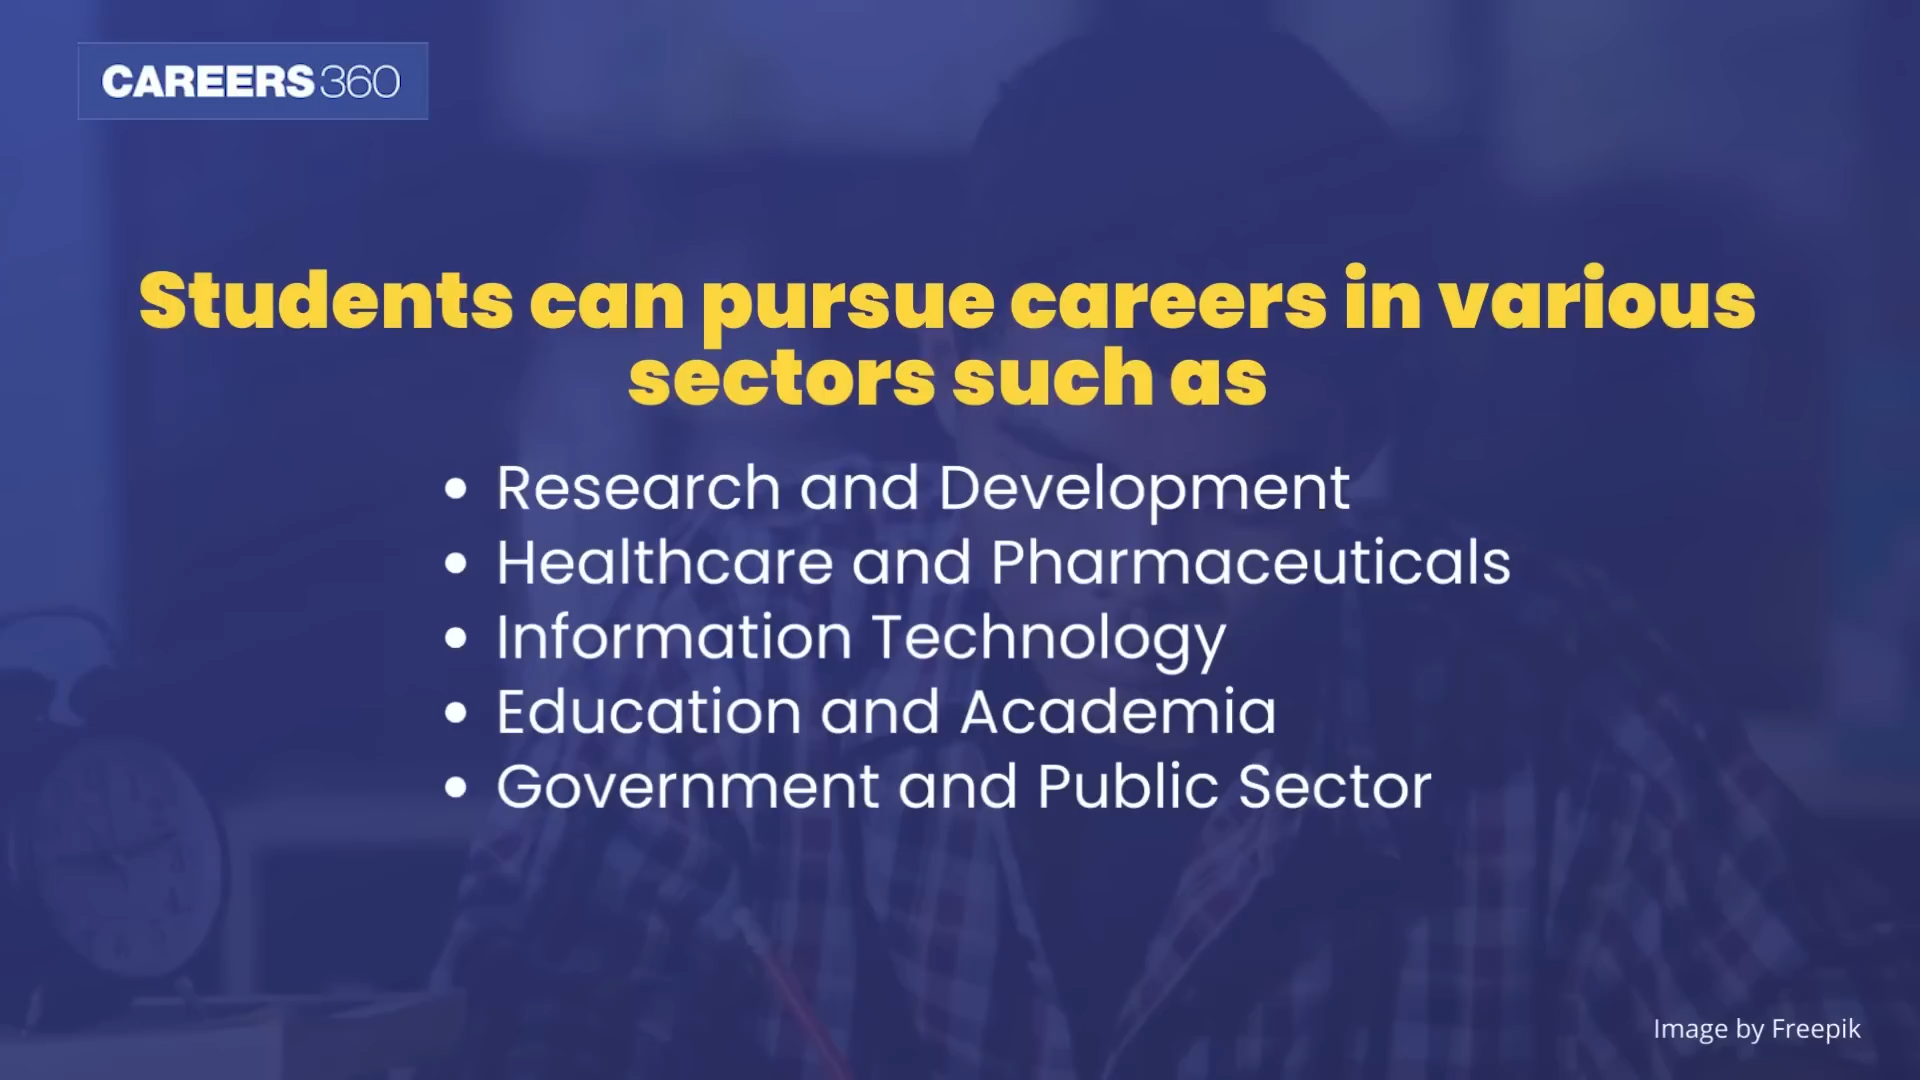 CAREERS360
Students can pursue careers in various
sectors such as
• Research and Development
• Healthcare and Pharmaceuticals
• Information Technology
• Education and Academia
• Government and Public Sector
Image by Freepik